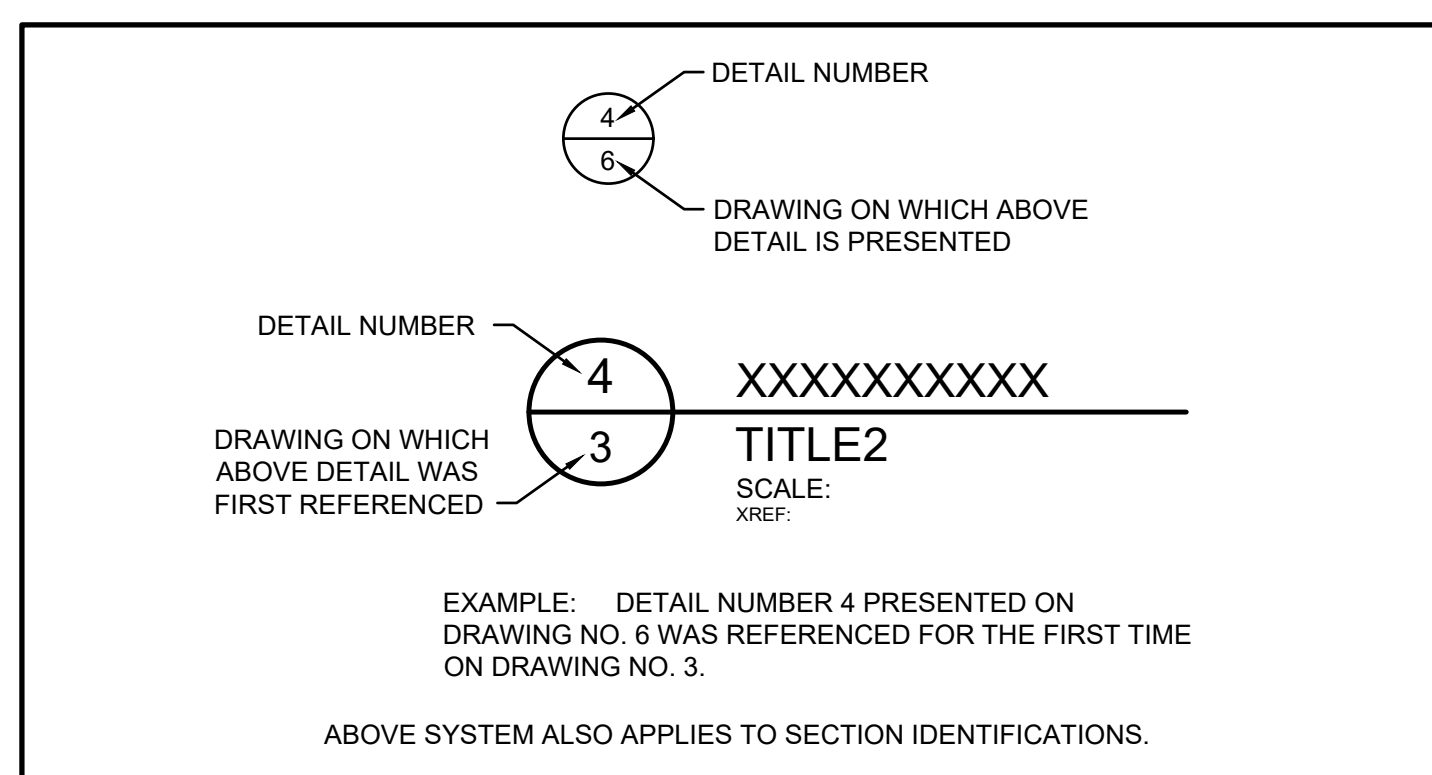 DETAIL NUMBER
4
6
DRAWING ON WHICH ABOVE
DETAIL IS PRESENTED
DETAIL NUMBER
4
XXXXXXXXXX
DRAWING ON WHICH
ABOVE DETAIL WAS
FIRST REFERENCED
3
TITLE2
SCALE:
XREF:
EXAMPLE: DETAIL NUMBER 4 PRESENTED ON
DRAWING NO. 6 WAS REFERENCED FOR THE FIRST TIME
ON DRAWING NO. 3.
ABOVE SYSTEM ALSO APPLIES TO SECTION IDENTIFICATIONS.